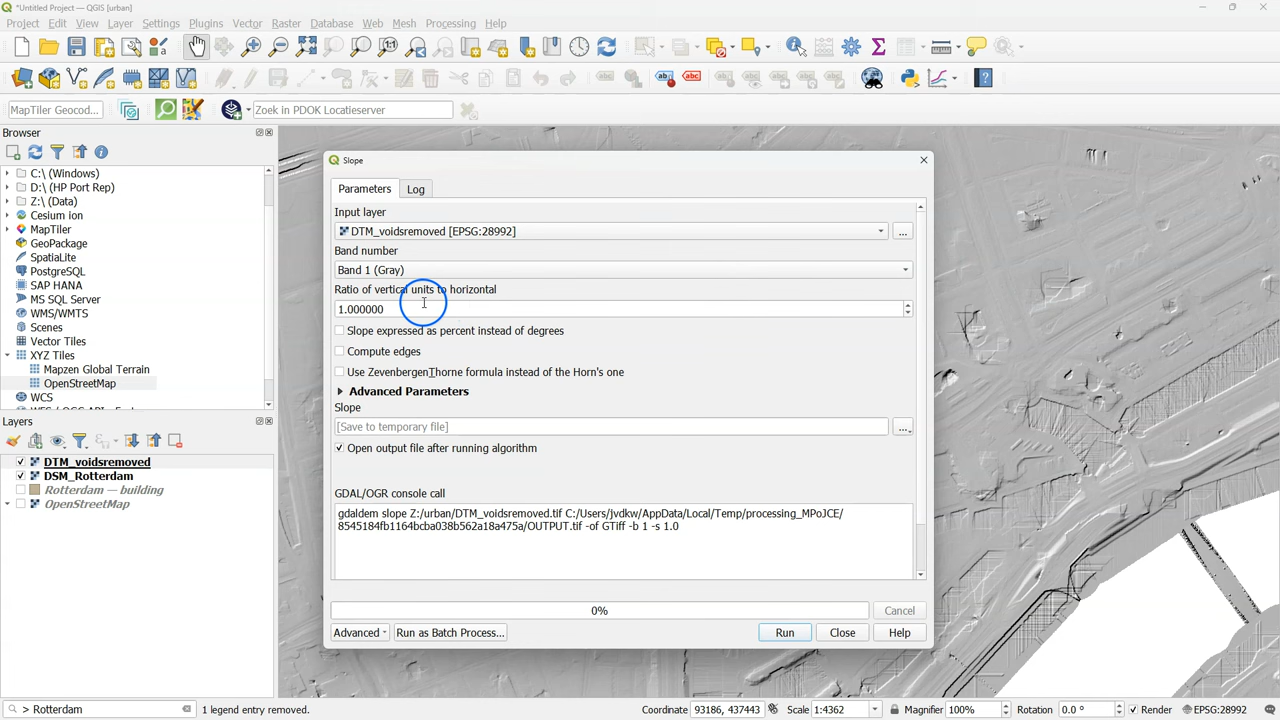 *Untitled Project — QGIS [urban]
Project Edit View Layer Settings Plugins Vector Raster Database Web Mesh Processing Help
MapTiler Geocod...
Zoek in PDOK Locatieserver
Browser
C:\ (Windows)
D:\ (HP Port Rep)
Z:\ (Data)
Cesium ion
MapTiler
GeoPackage
SpatiaLite
PostgreSQL
SAP HANA
MS SQL Server
WMS/WMTS
Scenes
Vector Tiles
XYZ Tiles
Mapzen Global Terrain
OpenStreetMap
WCS
Layers
DTM_voidsremoved
DSM_Rotterdam
Rotterdam — building
OpenStreetMap
Slope
Parameters Log
Input layer
DTM_voidsremoved [EPSG:28992]
...
Band number
Band 1 (Gray)
Ratio of vertical units to horizontal
1.000000
Slope expressed as percent instead of degrees
Compute edges
Use ZevenbergenThorne formula instead of the Horn's one
Advanced Parameters
Slope
[Save to temporary file]
...
Open output file after running algorithm
GDAL/OGR console call
gdaldem slope Z:/urban/DTM_voidsremoved.tif C:/Users/jvdkw/AppData/Local/Temp/processing_MPoJCE/
8545184fb1164bcba038b562a18a475a/OUTPUT.tif -of GTiff -b 1 -s 1.0
0%
Cancel
Advanced Run as Batch Process... Run Close Help
> Rotterdam
1 legend entry removed.
Coordinate 93186, 437443 Scale 1:4362 Magnifier 100% Rotation 0.0 ° Render EPSG:28992